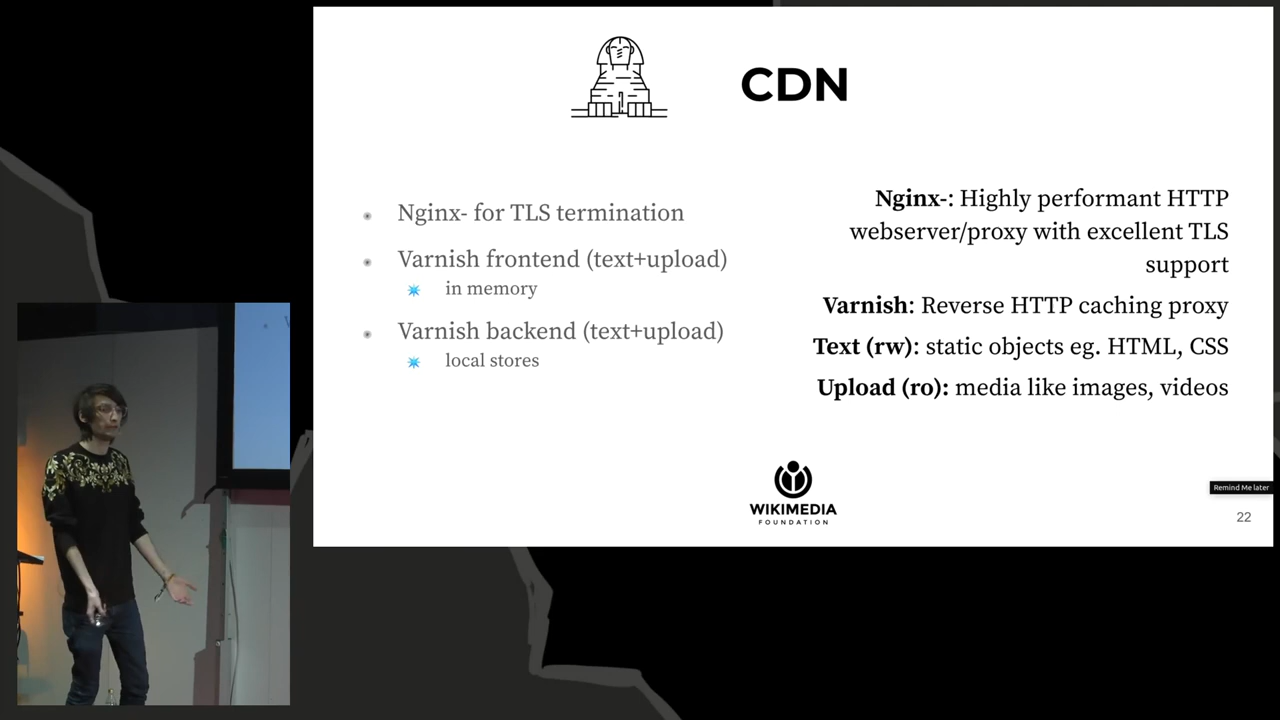 CDN
Nginx- for TLS termination
Varnish frontend (text+upload)
in memory
Varnish backend (text+upload)
local stores
Nginx-: Highly performant HTTP
webserver/proxy with excellent TLS
support
Varnish: Reverse HTTP caching proxy
Text (rw): static objects eg. HTML, CSS
Upload (ro): media like images, videos
WIKIMEDIA
FOUNDATION
Remind Me later
22